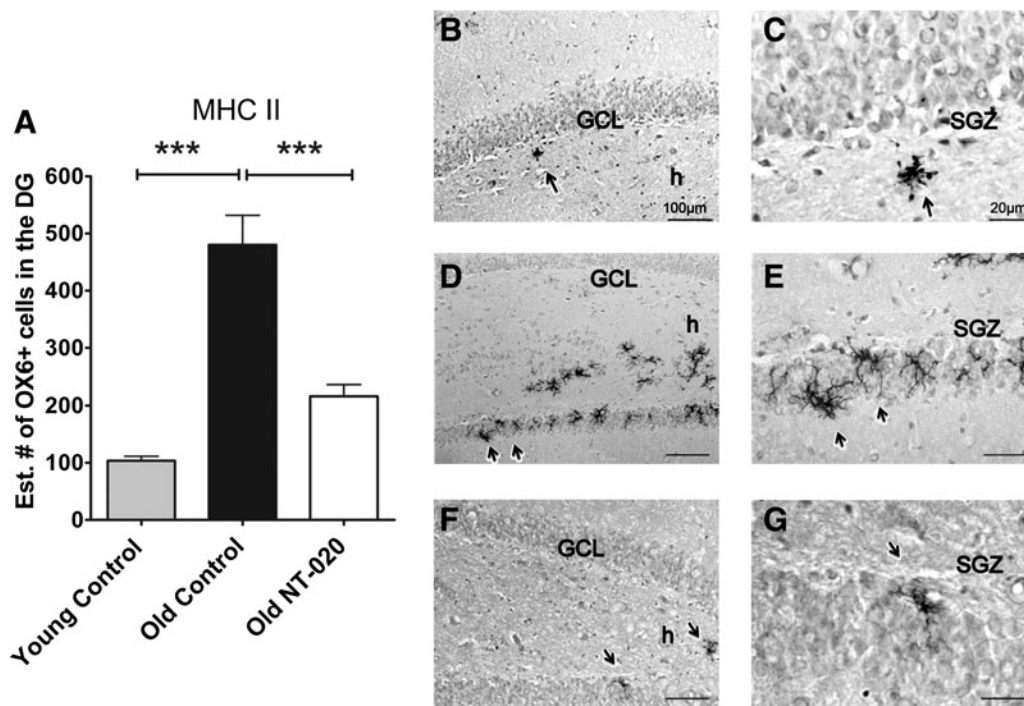 A
MHC II
*** ***
Est. # of OX6+ cells in the DG
600
500
400
300
200
100
0
Young Control
Old Control
Old NT-020
B
GCL
h
100µm
C
SGZ
20µm
D
GCL
h
E
SGZ
F
GCL
h
G
SGZ